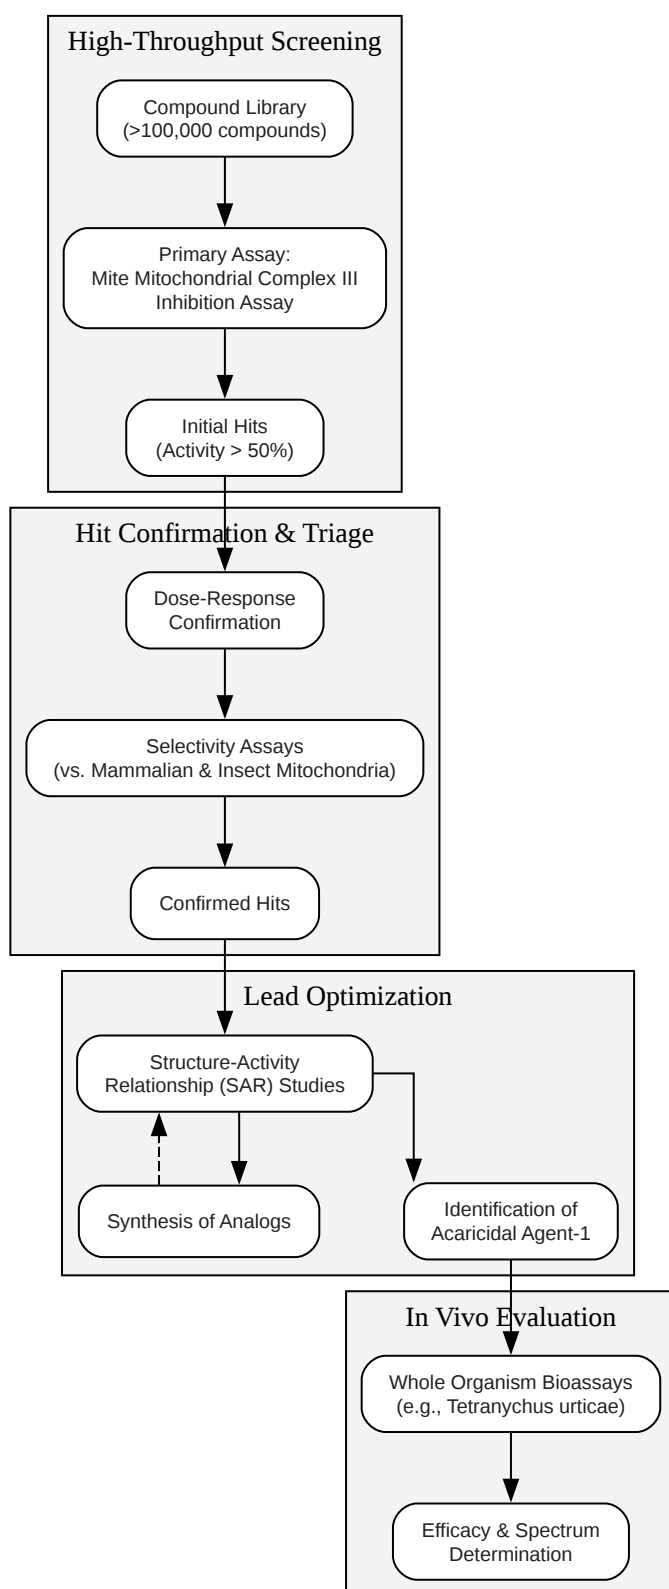 High-Throughput Screening
Compound Library
(>100,000 compounds)
Primary Assay:
Mite Mitochondrial Complex III
Inhibition Assay
Initial Hits
(Activity > 50%)
Hit Confirmation & Triage
Dose-Response
Confirmation
Selectivity Assays
(vs. Mammalian & Insect Mitochondria)
Confirmed Hits
Lead Optimization
Structure-Activity
Relationship (SAR) Studies
Synthesis of Analogs
Identification of
Acaricidal Agent-1
In Vivo Evaluation
Whole Organism Bioassays
(e.g., Tetranychus urticae)
Efficacy & Spectrum
Determination